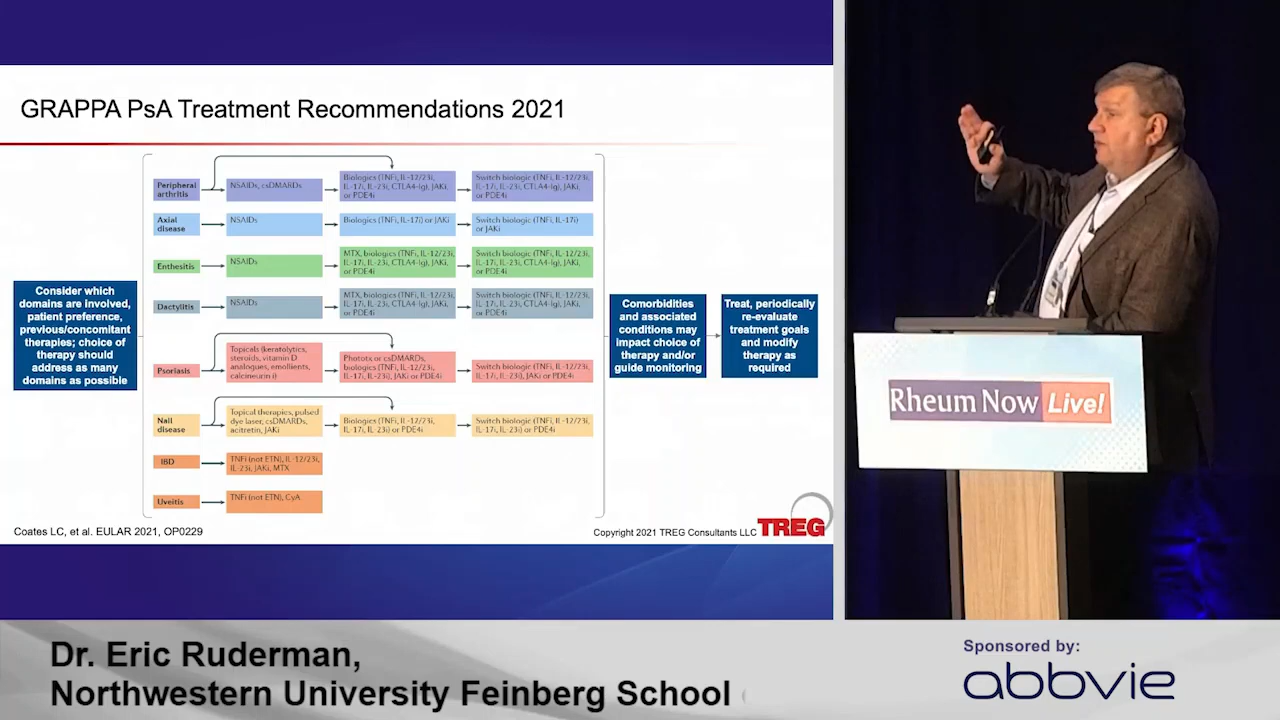 GRAPPA PsA Treatment Recommendations 2021
Consider which
domains are involved,
patient preference,
previous/concomitant
therapies; choice of
therapy should
address as many
domains as possible
Peripheral
arthritis
NSAIDs, csDMARDs
Biologics (TNFi, IL-12/23i,
IL-17i, IL-23i, CTLA4-Ig), JAKi,
or PDE4i
Switch biologic (TNFi, IL-12/23i,
IL-17i, IL-23i, CTLA4-Ig), JAKi,
or PDE4i
Axial
disease
NSAIDs
Biologics (TNFi, IL-17i) or JAKi
Switch biologic (TNFi, IL-17i)
or JAKi
Enthesitis
NSAIDs
MTX, biologics (TNFi, IL-12/23i,
IL-17i, IL-23i, CTLA4-Ig), JAKi,
or PDE4i
Switch biologic (TNFi, IL-12/23i,
IL-17i, IL-23i, CTLA4-Ig), JAKi,
or PDE4i
Dactylitis
NSAIDs
MTX, biologics (TNFi, IL-12/23i,
IL-17i, IL-23i, CTLA4-Ig), JAKi,
or PDE4i
Switch biologic (TNFi, IL-12/23i,
IL-17i, IL-23i, CTLA4-Ig), JAKi,
or PDE4i
Psoriasis
Topicals (keratolytics,
steroids, vitamin D
analogues, emollients,
calcineurin i)
Phototx or csDMARDs,
biologics (TNFi, IL-12/23i,
IL-17i, IL-23i), JAKi or PDE4i
Switch biologic (TNFi, IL-12/23i,
IL-17i, IL-23i), JAKi, or PDE4i
Nail
disease
Topical therapies, pulsed
dye laser, csDMARDs,
acitretin, JAKi
Biologics (TNFi, IL-12/23i,
IL-17i, IL-23i) or PDE4i
Switch biologic (TNFi, IL-12/23i,
IL-17i, IL-23i) or PDE4i
IBD
TNFi (not ETN), IL-12/23i,
IL-23i, JAKi, MTX
Uveitis
TNFi (not ETN), CyA
Comorbidities
and associated
conditions may
impact choice of
therapy and/or
guide monitoring
Treat, periodically
re-evaluate
treatment goals
and modify
therapy as
required
Coates LC, et al. EULAR 2021, OP0229
Copyright 2021 TREG Consultants LLC
TREG
Rheum Now Live!
Dr. Eric Ruderman,
Northwestern University Feinberg School
Sponsored by:
abbvie